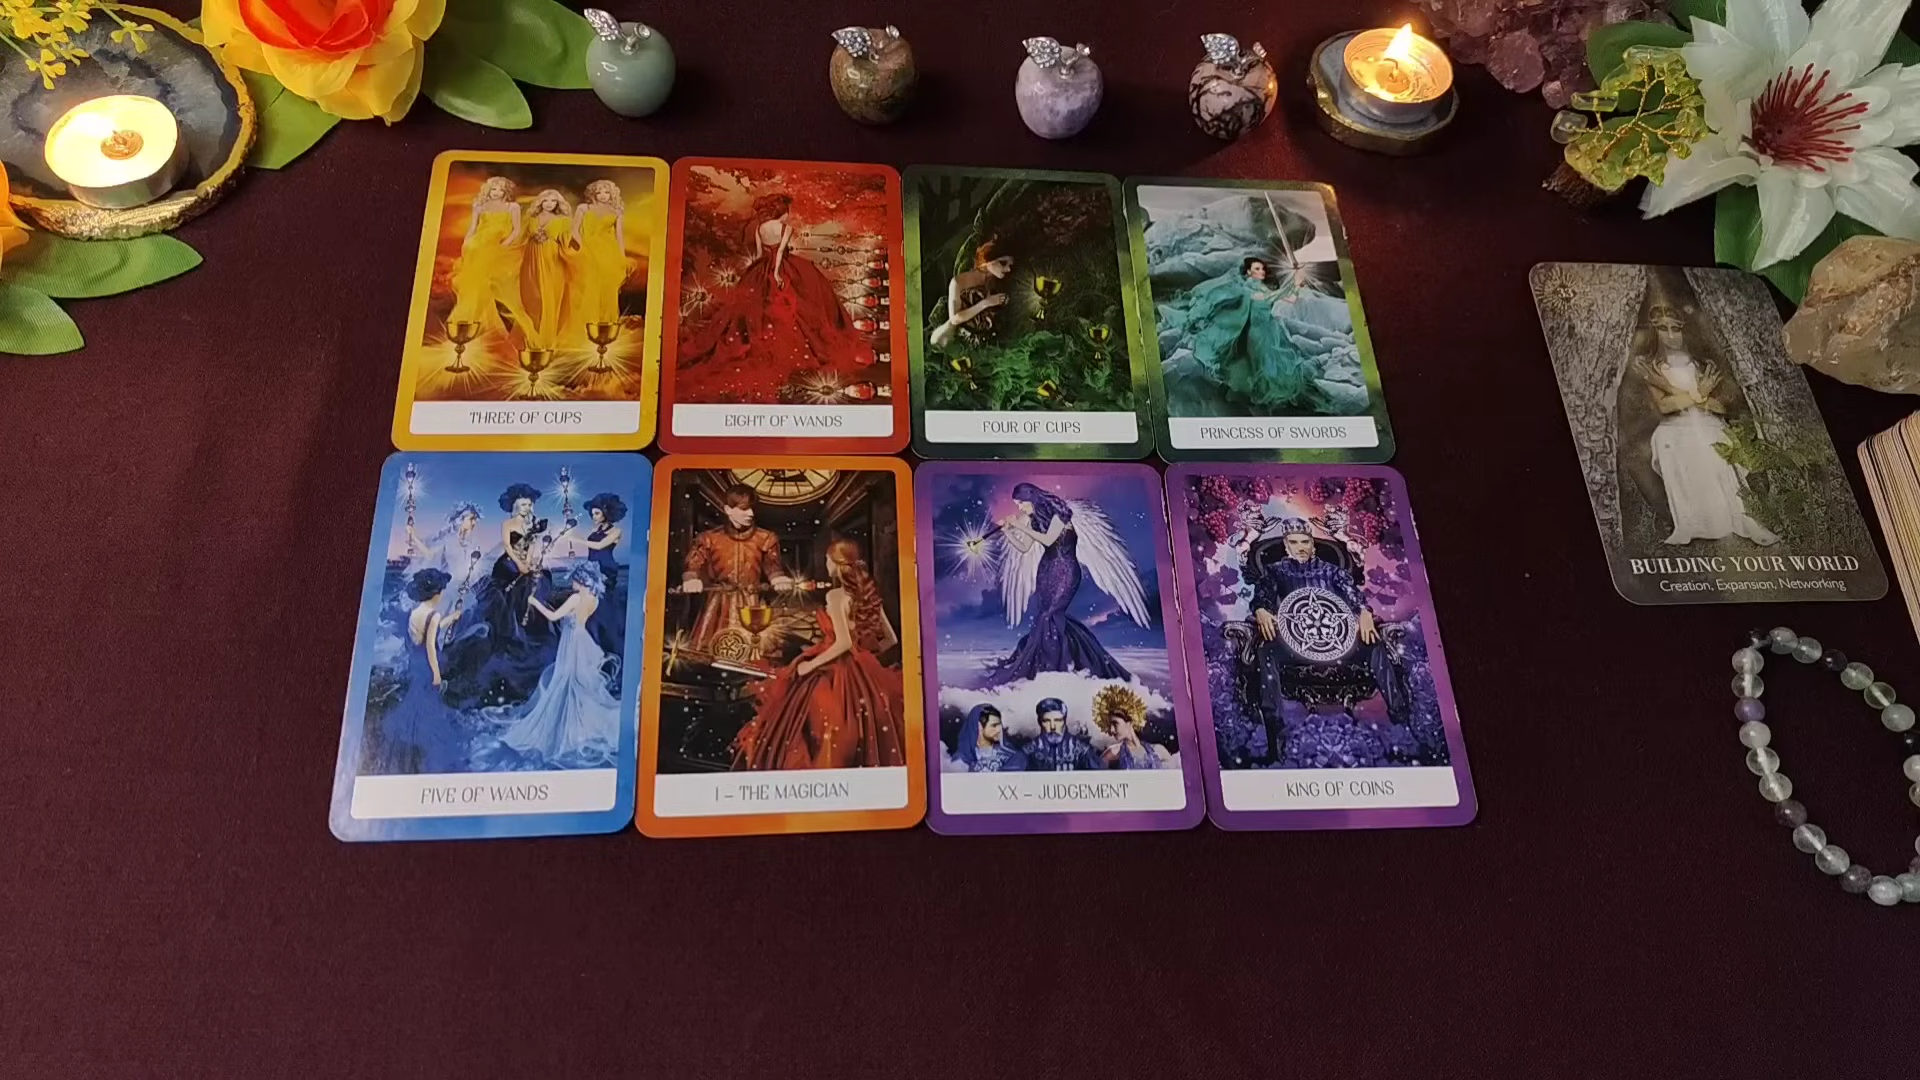 THREE OF CUPS
EIGHT OF WANDS
FOUR OF CUPS
PRINCESS OF SWORDS
FIVE OF WANDS
I – THE MAGICIAN
XX – JUDGEMENT
KING OF COINS
33
BUILDING YOUR WORLD
Creation, Expansion, Networking